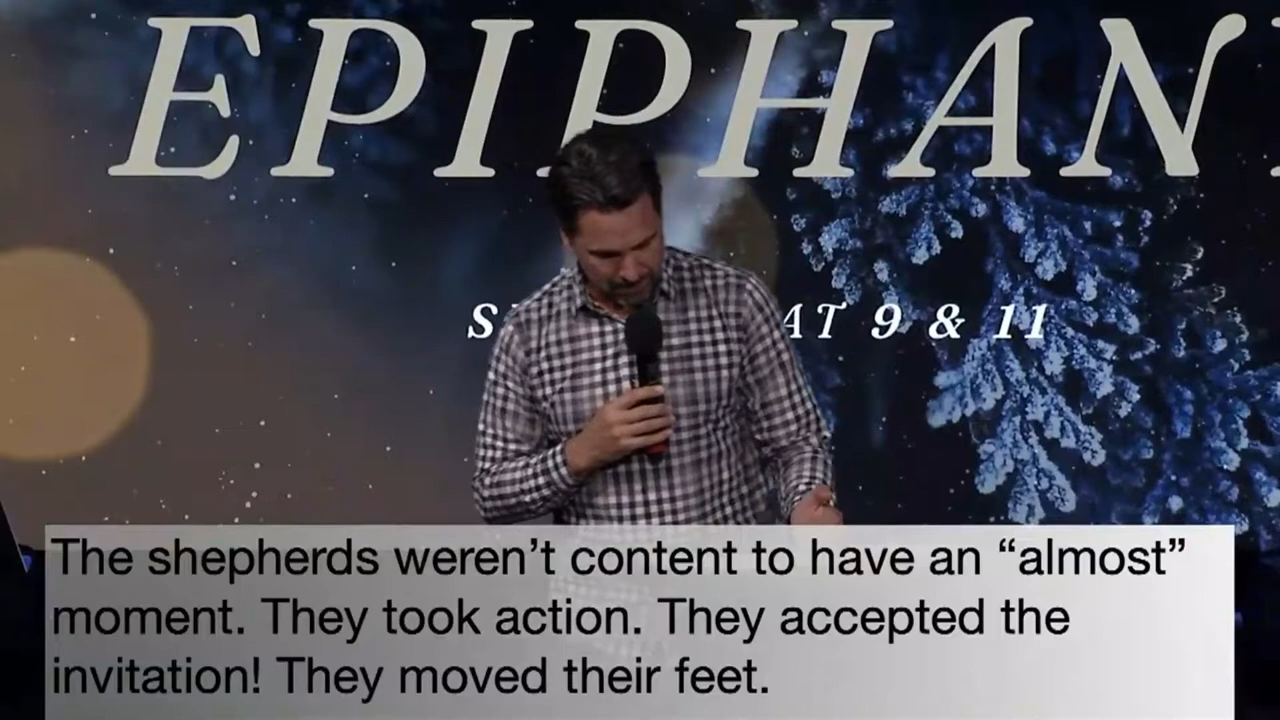 EPIPHAN
AT 9 & 11
The shepherds weren’t content to have an “almost”
moment. They took action. They accepted the
invitation! They moved their feet.